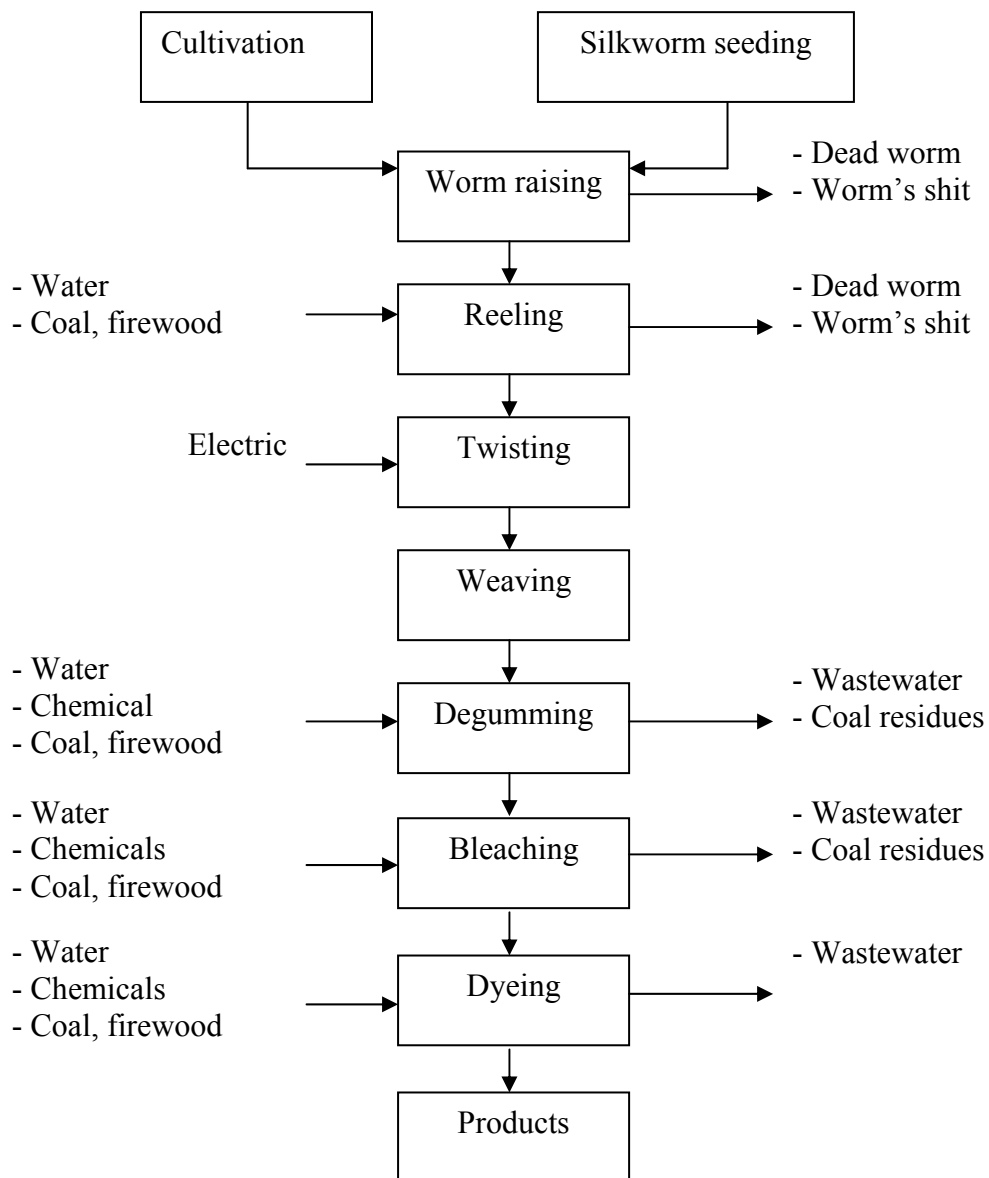 Cultivation
Silkworm seeding
Worm raising
- Dead worm
- Worm’s shit
- Water
- Coal, firewood
Reeling
- Dead worm
- Worm’s shit
Electric
Twisting
Weaving
- Water
- Chemical
- Coal, firewood
Degumming
- Wastewater
- Coal residues
- Water
- Chemicals
- Coal, firewood
Bleaching
- Wastewater
- Coal residues
- Water
- Chemicals
- Coal, firewood
Dyeing
- Wastewater
Products